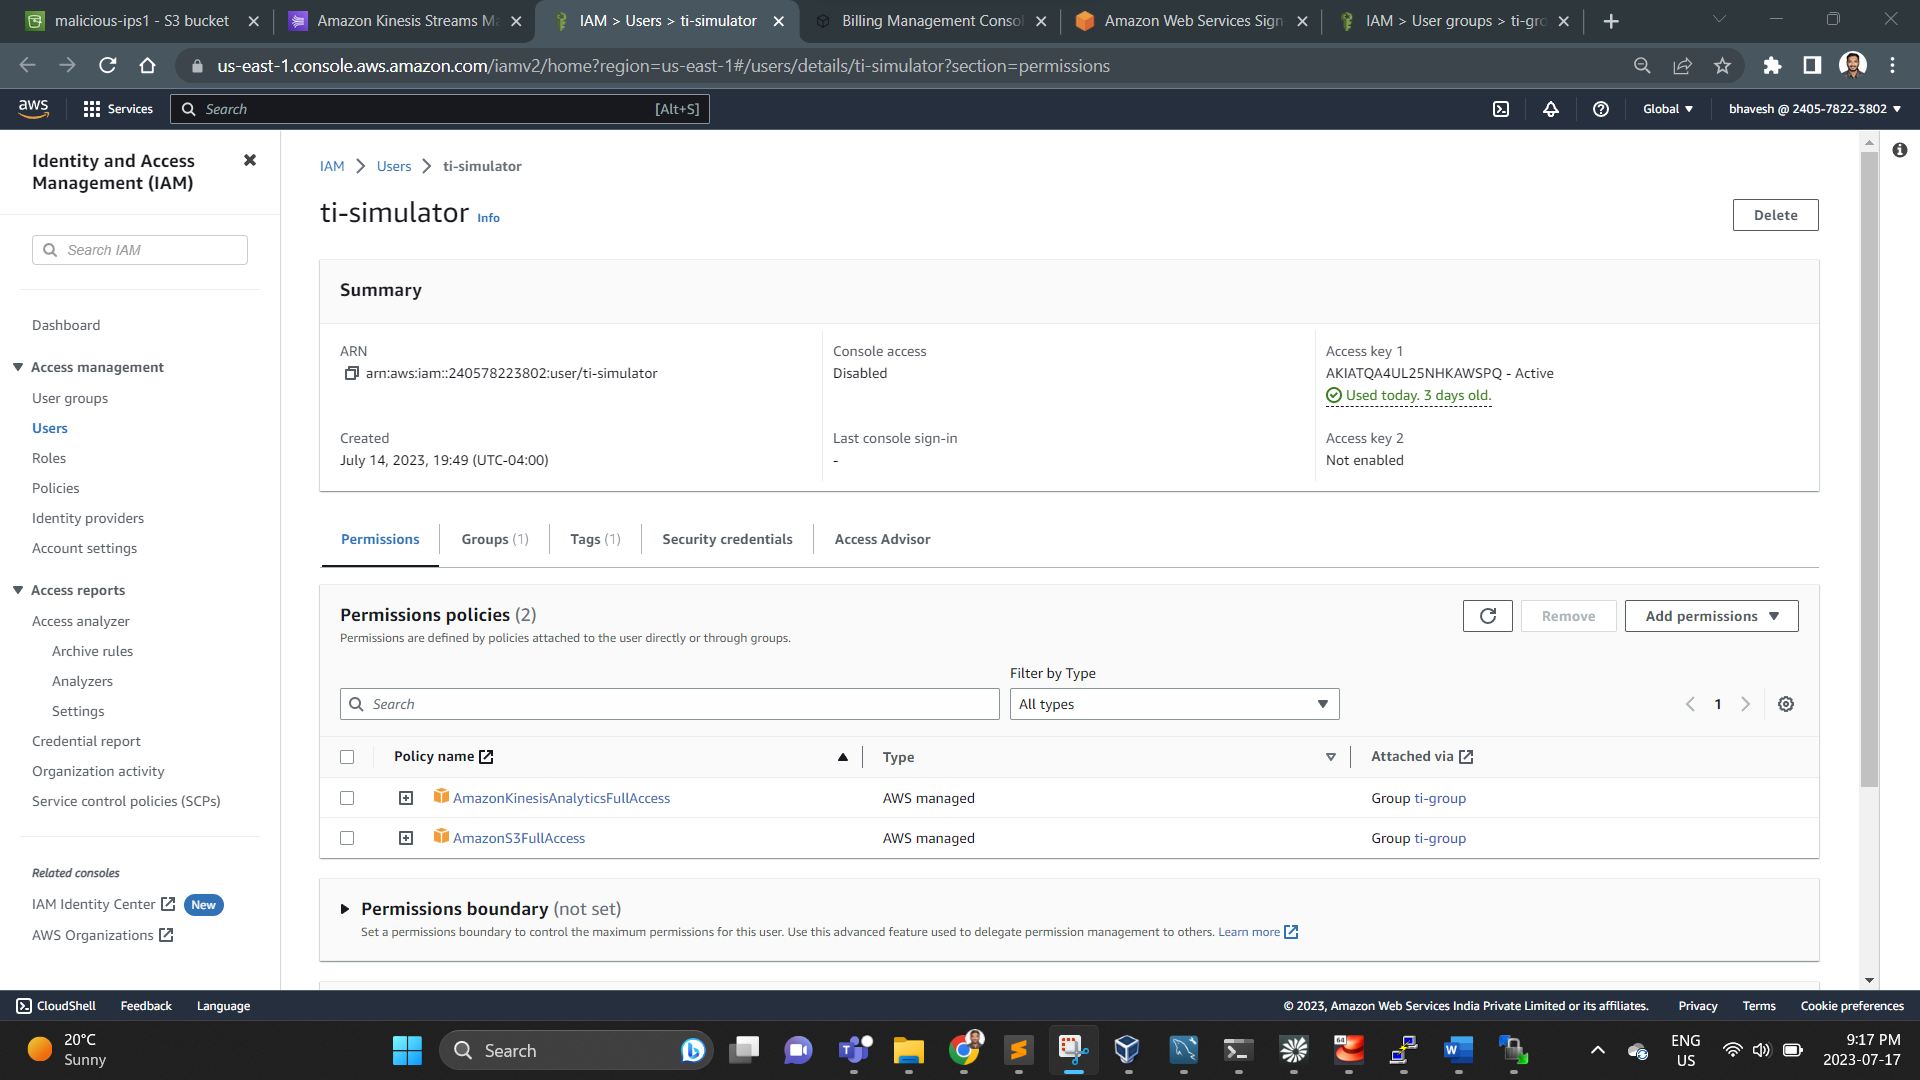 malicious-ips1 - S3 bucket
Amazon Kinesis Streams Ma
IAM > Users > ti-simulator
Billing Management Consol
Amazon Web Services Sign
IAM > User groups > ti-gro
us-east-1.console.aws.amazon.com/iamv2/home?region=us-east-1#/users/details/ti-simulator?section=permissions
aws
Services
Search
[Alt+S]
Global
bhavesh @ 2405-7822-3802
Identity and Access
Management (IAM)
Search IAM
Dashboard
Access management
User groups
Users
Roles
Policies
Identity providers
Account settings
Access reports
Access analyzer
Archive rules
Analyzers
Settings
Credential report
Organization activity
Service control policies (SCPs)
Related consoles
IAM Identity Center
New
AWS Organizations
IAM > Users > ti-simulator
ti-simulator Info
Delete
Summary
ARN
arn:aws:iam::240578223802:user/ti-simulator
Console access
Disabled
Access key 1
AKIATQA4UL25NHKAWSPQ - Active
Used today. 3 days old.
Created
July 14, 2023, 19:49 (UTC-04:00)
Last console sign-in
-
Access key 2
Not enabled
Permissions
Groups (1)
Tags (1)
Security credentials
Access Advisor
Permissions policies (2)
Permissions are defined by policies attached to the user directly or through groups.
Remove
Add permissions
Filter by Type
Search
All types
1
Policy name
Type
Attached via
AmazonKinesisAnalyticsFullAccess
AWS managed
Group ti-group
AmazonS3FullAccess
AWS managed
Group ti-group
Permissions boundary (not set)
Set a permissions boundary to control the maximum permissions for this user. Use this advanced feature used to delegate permission management to others. Learn more
CloudShell
Feedback
Language
© 2023, Amazon Web Services India Private Limited or its affiliates.
Privacy
Terms
Cookie preferences
20°C
Sunny
Search
64
ENG
US
9:17 PM
2023-07-17